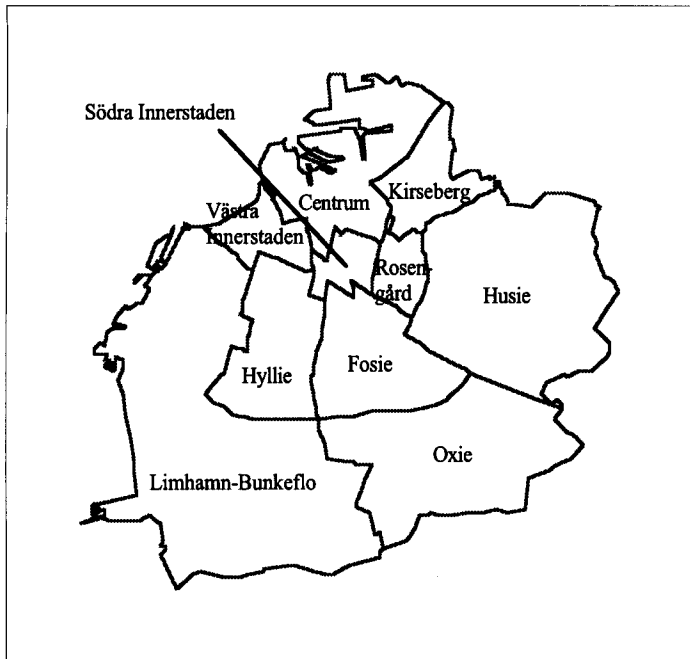 Södra Innerstaden
Kirseberg
Centrum
Västra
Innerstaden
Rosen-
gård
Husie
Hyllie
Fosie
Oxie
Limhamn-Bunkeflo